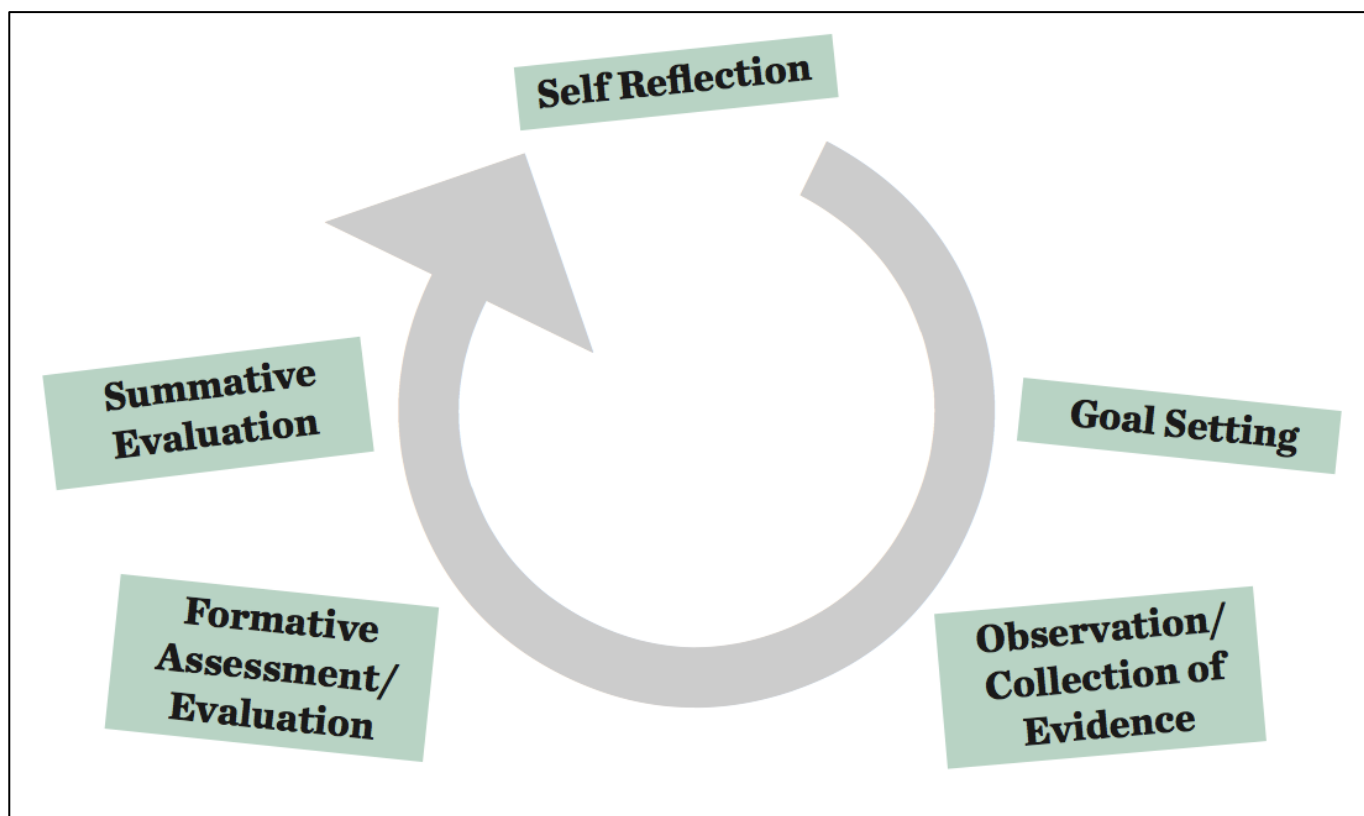 Self Reflection
Goal Setting
Observation/
Collection of
Evidence
Formative
Assessment/
Evaluation
Summative
Evaluation